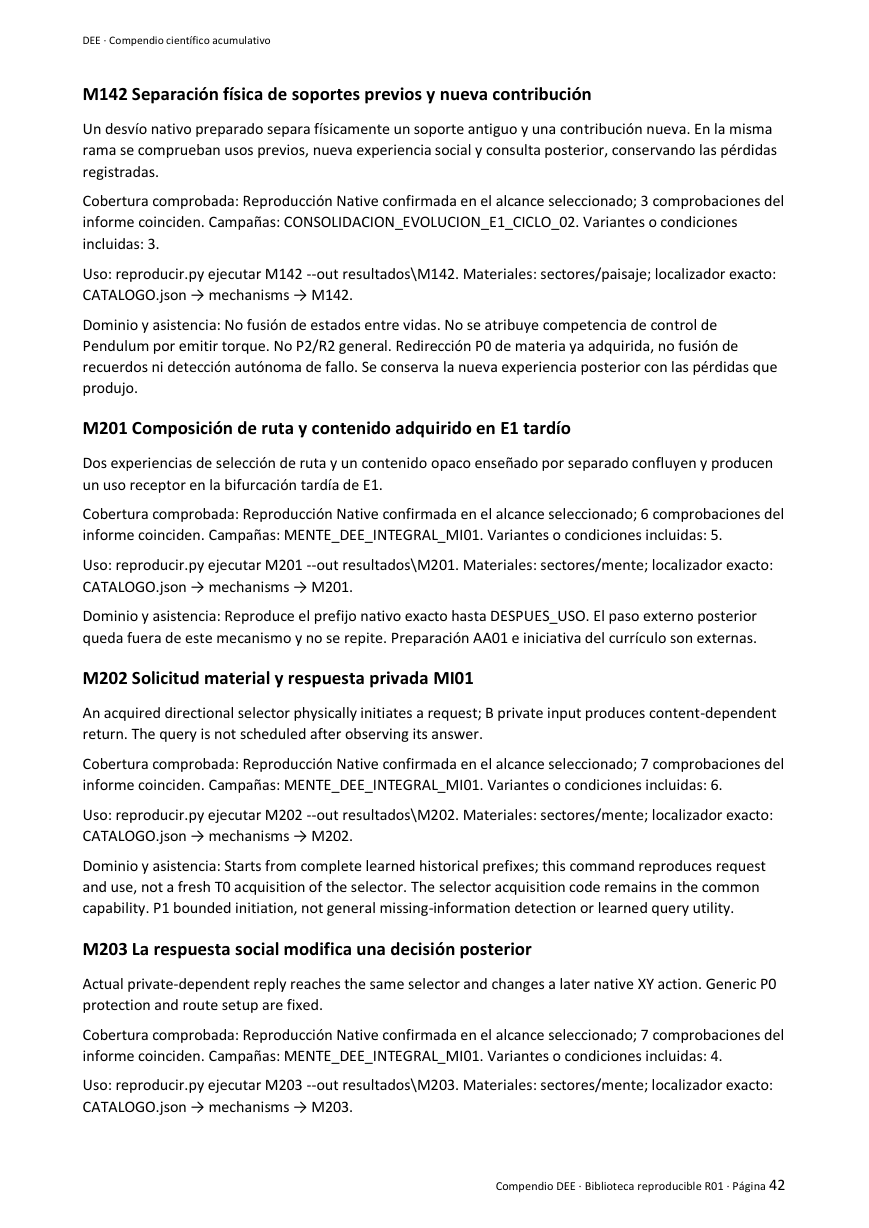 DEE · Compendio científico acumulativo
M142 Separación física de soportes previos y nueva contribución
Un desvío nativo preparado separa físicamente un soporte antiguo y una contribución nueva. En la misma
rama se comprueban usos previos, nueva experiencia social y consulta posterior, conservando las pérdidas
registradas.
Cobertura comprobada: Reproducción Native confirmada en el alcance seleccionado; 3 comprobaciones del
informe coinciden. Campañas: CONSOLIDACION_EVOLUCION_E1_CICLO_02. Variantes o condiciones
incluidas: 3.
Uso: reproducir.py ejecutar M142 --out resultados\M142. Materiales: sectores/paisaje; localizador exacto:
CATALOGO.json → mechanisms → M142.
Dominio y asistencia: No fusión de estados entre vidas. No se atribuye competencia de control de
Pendulum por emitir torque. No P2/R2 general. Redirección P0 de materia ya adquirida, no fusión de
recuerdos ni detección autónoma de fallo. Se conserva la nueva experiencia posterior con las pérdidas que
produjo.
M201 Composición de ruta y contenido adquirido en E1 tardío
Dos experiencias de selección de ruta y un contenido opaco enseñado por separado confluyen y producen
un uso receptor en la bifurcación tardía de E1.
Cobertura comprobada: Reproducción Native confirmada en el alcance seleccionado; 6 comprobaciones del
informe coinciden. Campañas: MENTE_DEE_INTEGRAL_MI01. Variantes o condiciones incluidas: 5.
Uso: reproducir.py ejecutar M201 --out resultados\M201. Materiales: sectores/mente; localizador exacto:
CATALOGO.json → mechanisms → M201.
Dominio y asistencia: Reproduce el prefijo nativo exacto hasta DESPUES_USO. El paso externo posterior
queda fuera de este mecanismo y no se repite. Preparación AA01 e iniciativa del currículo son externas.
M202 Solicitud material y respuesta privada MI01
An acquired directional selector physically initiates a request; B private input produces content-dependent
return. The query is not scheduled after observing its answer.
Cobertura comprobada: Reproducción Native confirmada en el alcance seleccionado; 7 comprobaciones del
informe coinciden. Campañas: MENTE_DEE_INTEGRAL_MI01. Variantes o condiciones incluidas: 6.
Uso: reproducir.py ejecutar M202 --out resultados\M202. Materiales: sectores/mente; localizador exacto:
CATALOGO.json → mechanisms → M202.
Dominio y asistencia: Starts from complete learned historical prefixes; this command reproduces request
and use, not a fresh T0 acquisition of the selector. The selector acquisition code remains in the common
capability. P1 bounded initiation, not general missing-information detection or learned query utility.
M203 La respuesta social modifica una decisión posterior
Actual private-dependent reply reaches the same selector and changes a later native XY action. Generic P0
protection and route setup are fixed.
Cobertura comprobada: Reproducción Native confirmada en el alcance seleccionado; 7 comprobaciones del
informe coinciden. Campañas: MENTE_DEE_INTEGRAL_MI01. Variantes o condiciones incluidas: 4.
Uso: reproducir.py ejecutar M203 --out resultados\M203. Materiales: sectores/mente; localizador exacto:
CATALOGO.json → mechanisms → M203.
Compendio DEE · Biblioteca reproducible R01 · Página 42